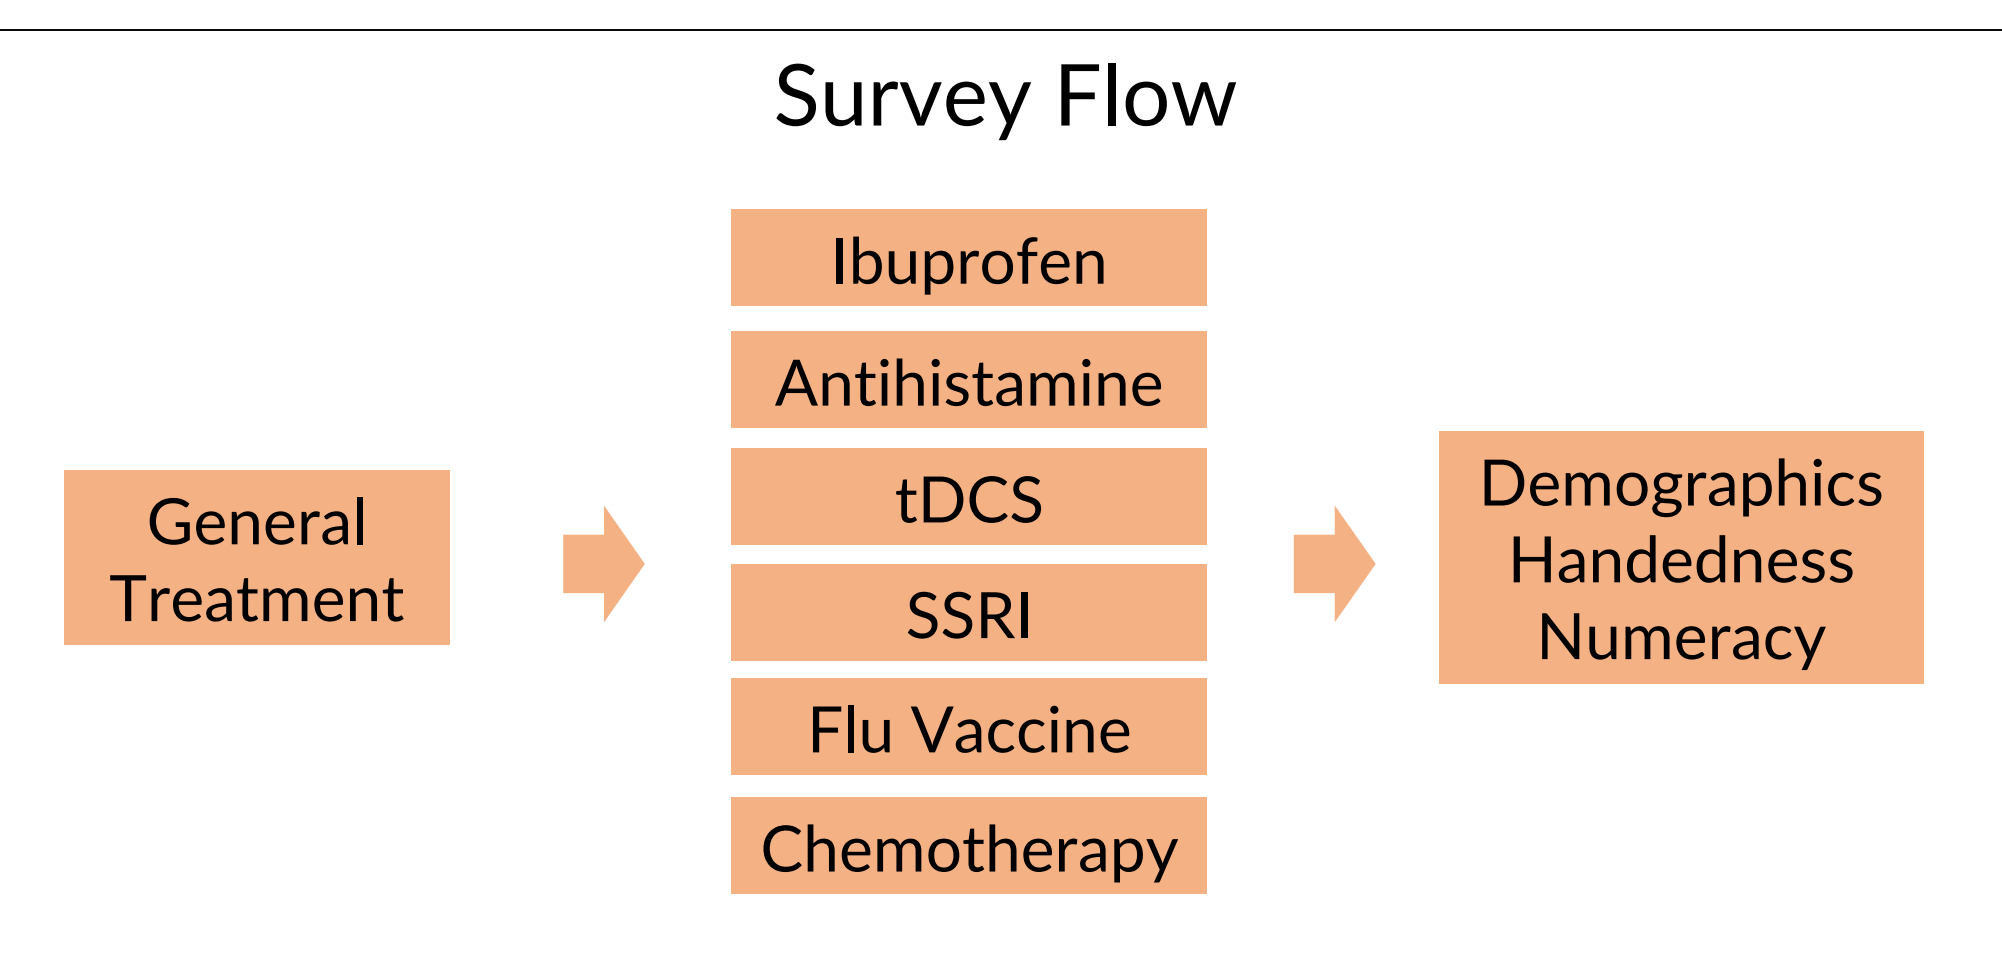 Survey Flow
General
Treatment
Ibuprofen
Antihistamine
tDCS
SSRI
Flu Vaccine
Chemotherapy
Demographics
Handedness
Numeracy